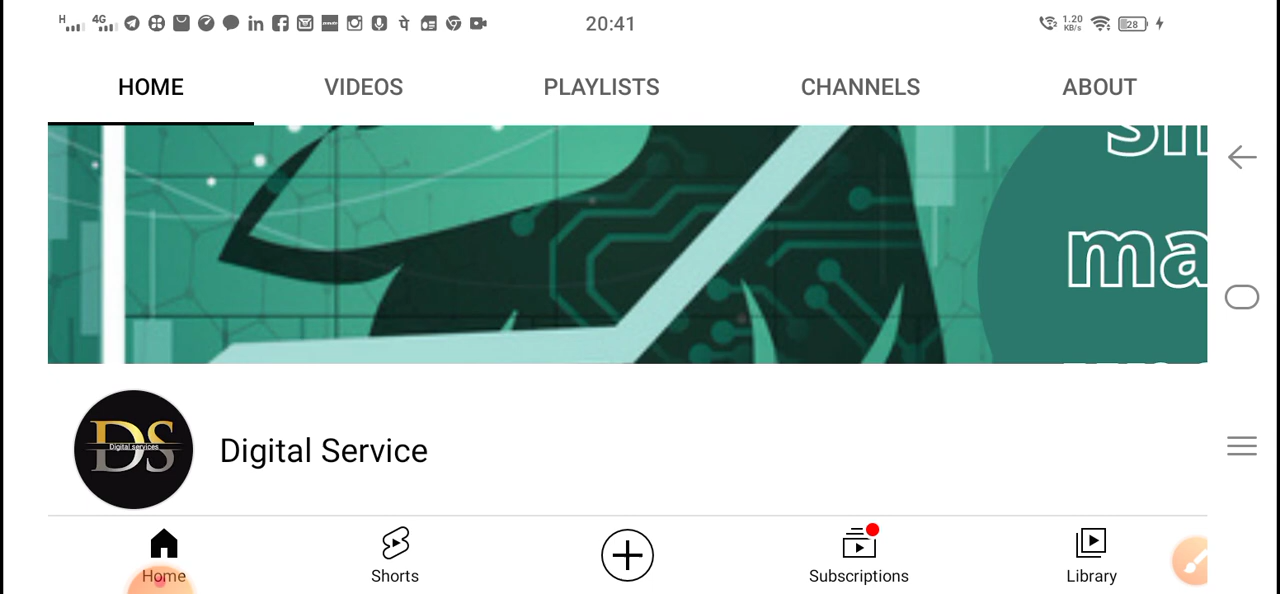 H 4G 20:41 1.20 KB/s 28
HOME VIDEOS PLAYLISTS CHANNELS ABOUT
ma
DS
Digital services
Digital Service
Home Shorts Subscriptions Library